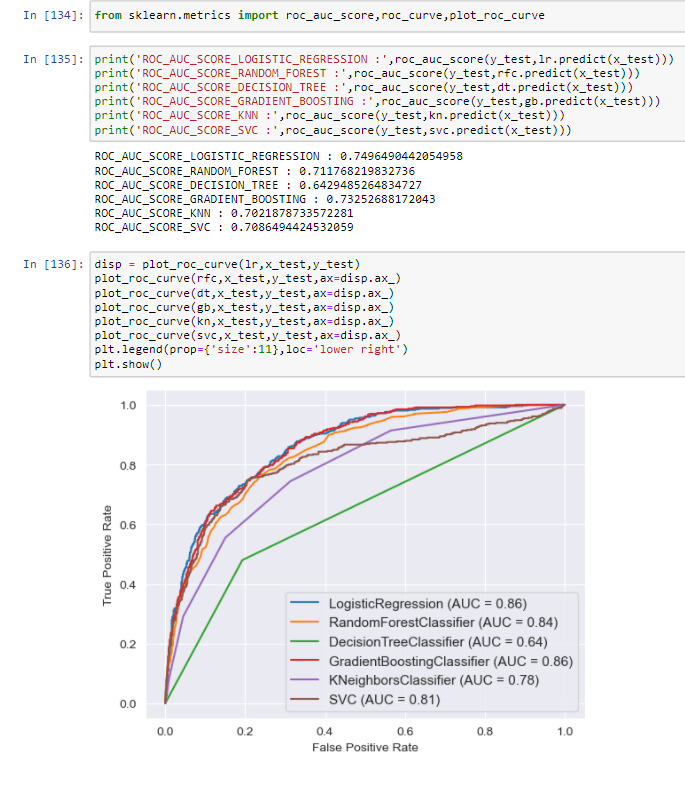 In [134]: from sklearn.metrics import roc_auc_score,roc_curve,plot_roc_curve
In [135]: print('ROC_AUC_SCORE_LOGISTIC_REGRESSION :',roc_auc_score(y_test,lr.predict(x_test)))
print('ROC_AUC_SCORE_RANDOM_FOREST :',roc_auc_score(y_test,rfc.predict(x_test)))
print('ROC_AUC_SCORE_DECISION_TREE :',roc_auc_score(y_test,dt.predict(x_test)))
print('ROC_AUC_SCORE_GRADIENT_BOOSTING :',roc_auc_score(y_test,gb.predict(x_test)))
print('ROC_AUC_SCORE_KNN :',roc_auc_score(y_test,kn.predict(x_test)))
print('ROC_AUC_SCORE_SVC :',roc_auc_score(y_test,svc.predict(x_test)))
ROC_AUC_SCORE_LOGISTIC_REGRESSION : 0.7496490442054958
ROC_AUC_SCORE_RANDOM_FOREST : 0.711768219832736
ROC_AUC_SCORE_DECISION_TREE : 0.6429485264834727
ROC_AUC_SCORE_GRADIENT_BOOSTING : 0.73252688172043
ROC_AUC_SCORE_KNN : 0.7021878733572281
ROC_AUC_SCORE_SVC : 0.7086494424532059
In [136]: disp = plot_roc_curve(lr,x_test,y_test)
plot_roc_curve(rfc,x_test,y_test,ax=disp.ax_)
plot_roc_curve(dt,x_test,y_test,ax=disp.ax_)
plot_roc_curve(gb,x_test,y_test,ax=disp.ax_)
plot_roc_curve(kn,x_test,y_test,ax=disp.ax_)
plot_roc_curve(svc,x_test,y_test,ax=disp.ax_)
plt.legend(prop={'size':11},loc='lower right')
plt.show()
1.0
0.8
0.6
0.4
0.2
0.0
True Positive Rate
LogisticRegression (AUC = 0.86)
RandomForestClassifier (AUC = 0.84)
DecisionTreeClassifier (AUC = 0.64)
GradientBoostingClassifier (AUC = 0.86)
KNeighborsClassifier (AUC = 0.78)
SVC (AUC = 0.81)
0.0 0.2 0.4 0.6 0.8 1.0
False Positive Rate